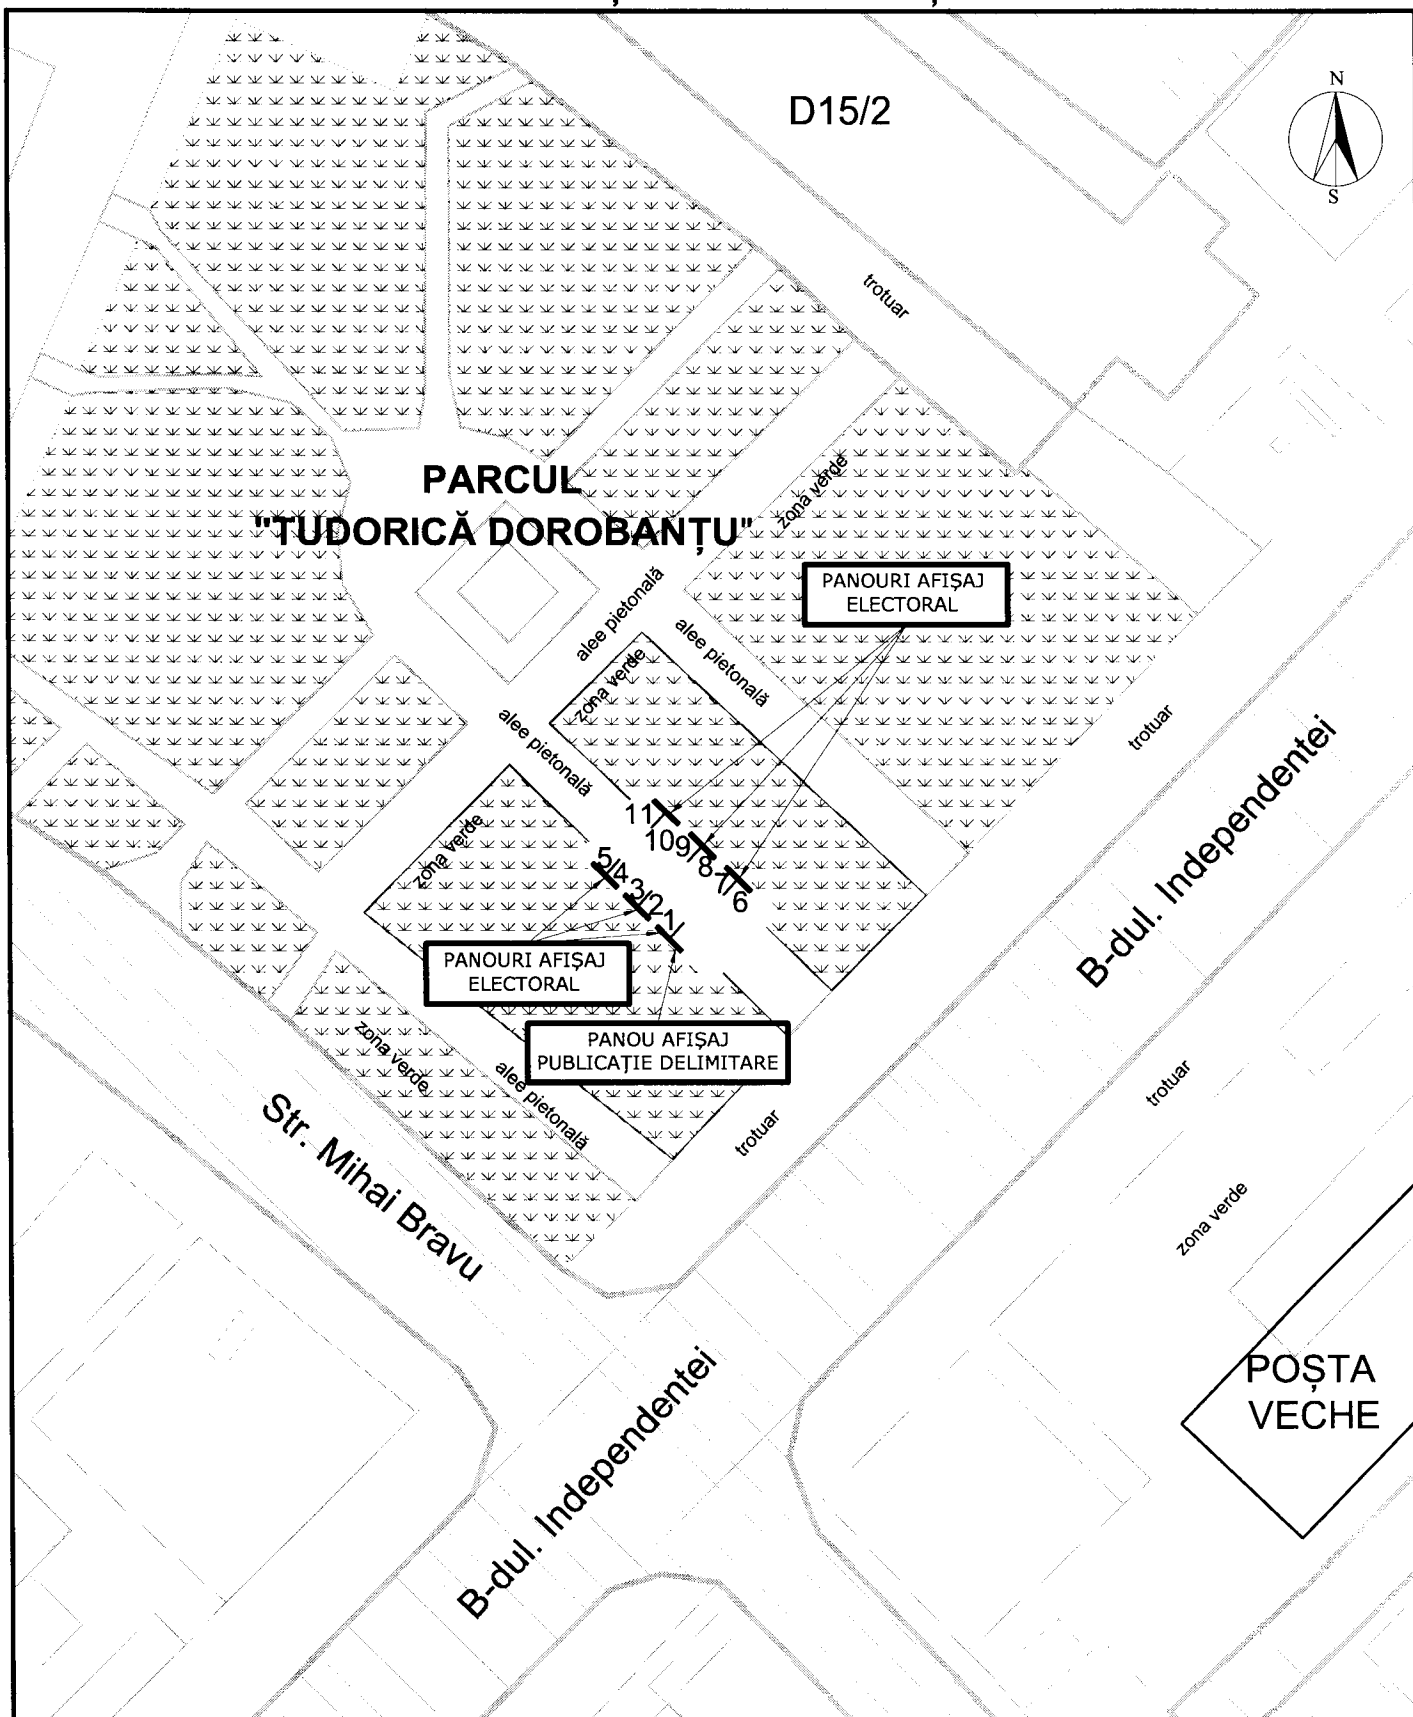 D15/2
N
S
trotuar
PARCUL
"TUDORICĂ DOROBANȚU"
zona verde
PANOURI AFIȘAJ
ELECTORAL
alee pietonală
alee pietonală
zona verde
alee pietonală
trotuar
B-dul. Independentei
11/
109/8
7/6
zona verde
5/4
3/2
1/
PANOURI AFIȘAJ
ELECTORAL
PANOU AFIȘAJ
PUBLICAȚIE DELIMITARE
zona verde
alee pietonală
trotuar
trotuar
Str. Mihai Bravu
zona verde
POȘTA
VECHE
B-dul. Independentei